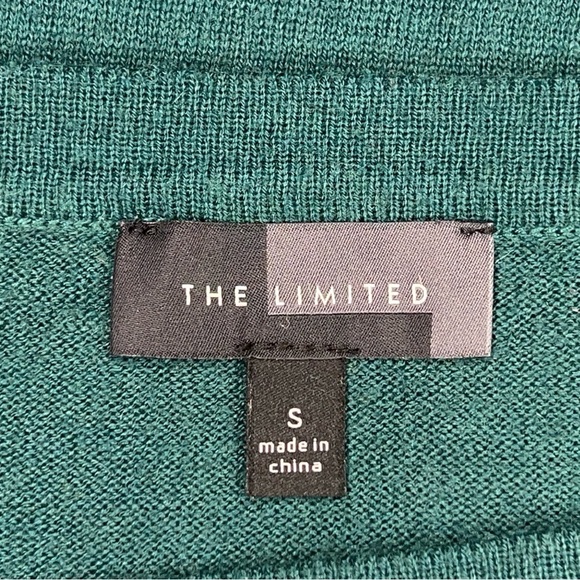 THE LIMITED
S
made in
china